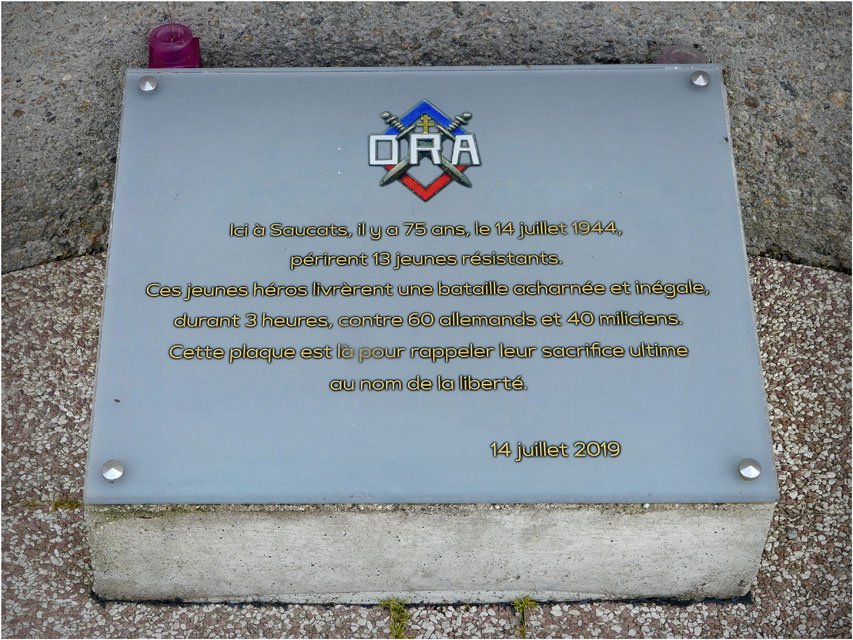 ORA
Ici à Saucats, il y a 75 ans, le 14 juillet 1944,
périrent 13 jeunes résistants.
Ces jeunes héros livrèrent une bataille acharnée et inégale,
durant 3 heures, contre 60 allemands et 40 miliciens.
Cette plaque est là pour rappeler leur sacrifice ultime
au nom de la liberté.
14 juillet 2019